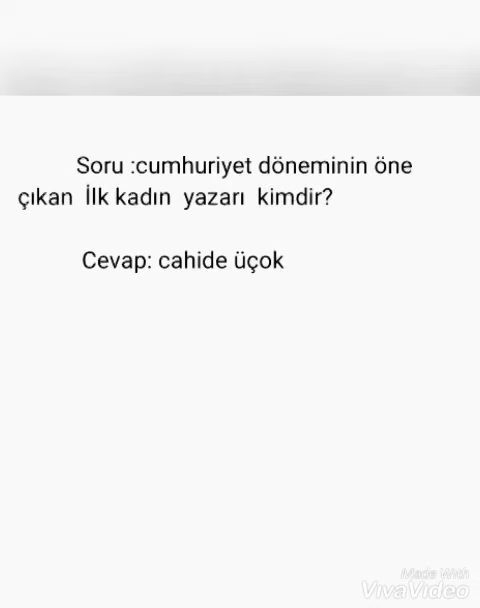 Soru :cumhuriyet döneminin öne
çıkan İlk kadın yazarı kimdir?
Cevap: cahide üçok
Made With
VivaVideo